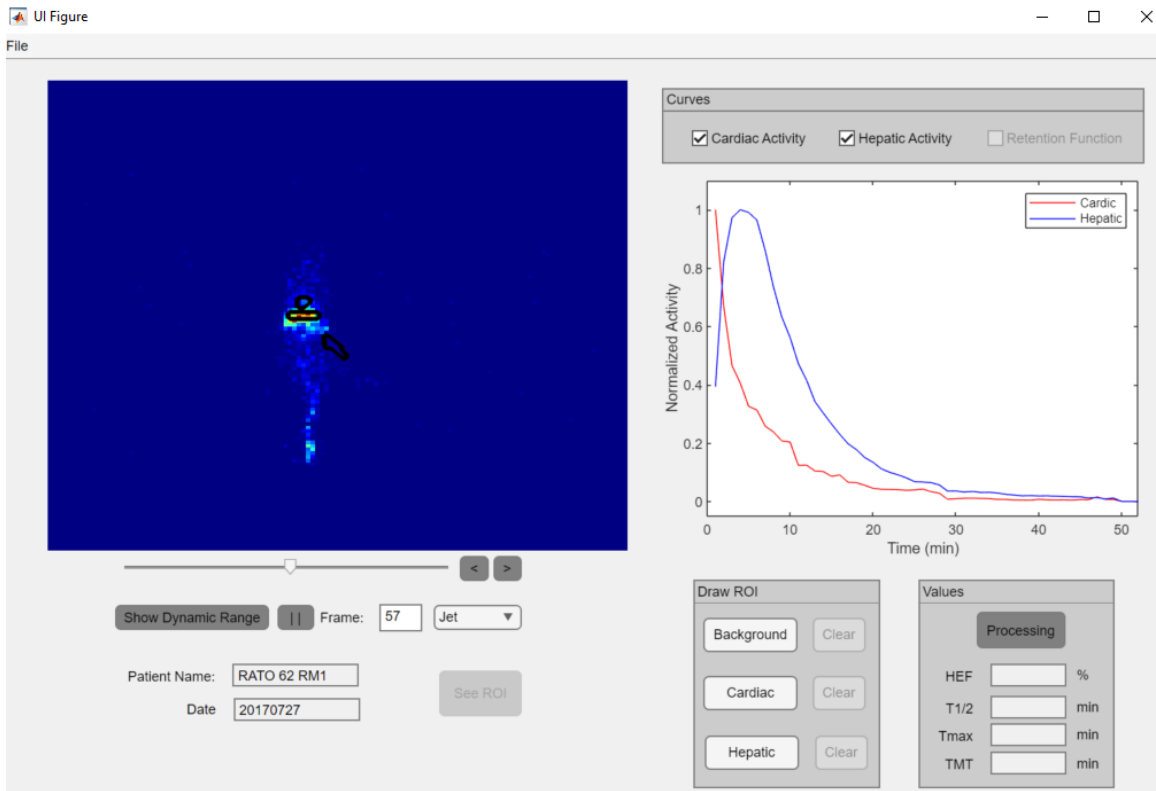 UI Figure
File
Curves
Cardiac Activity
Hepatic Activity
Retention Function
Cardic
Hepatic
Normalized Activity
1
0.8
0.6
0.4
0.2
0
0 10 20 30 40 50
Time (min)
< >
Show Dynamic Range | | Frame: 57 Jet
Patient Name: RATO 62 RM1
Date 20170727
See ROI
Draw ROI
Background Clear
Cardiac Clear
Hepatic Clear
Values
Processing
HEF %
T1/2 min
Tmax min
TMT min